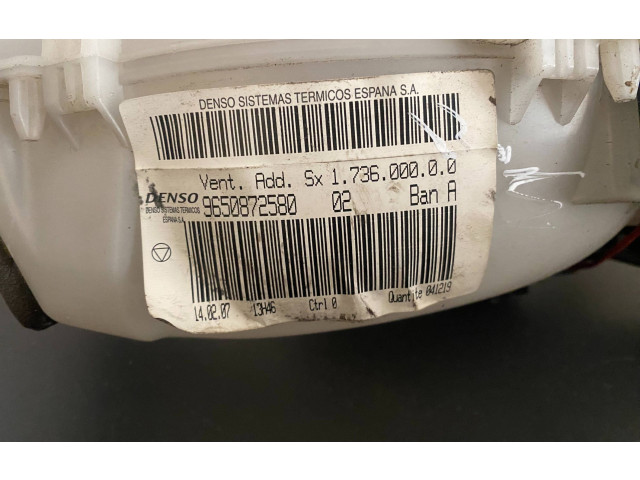 DENSO SISTEMAS TERMICOS ESPANA S.A.
Vent. Add. Sx 1.736.000.0.0
DENSO 9650872580 02 Ban A
DENSO SISTEMAS TERMICOS
ESPANA S.A.
14.02.07 13H46 Ctrl 0 Quantite 041219